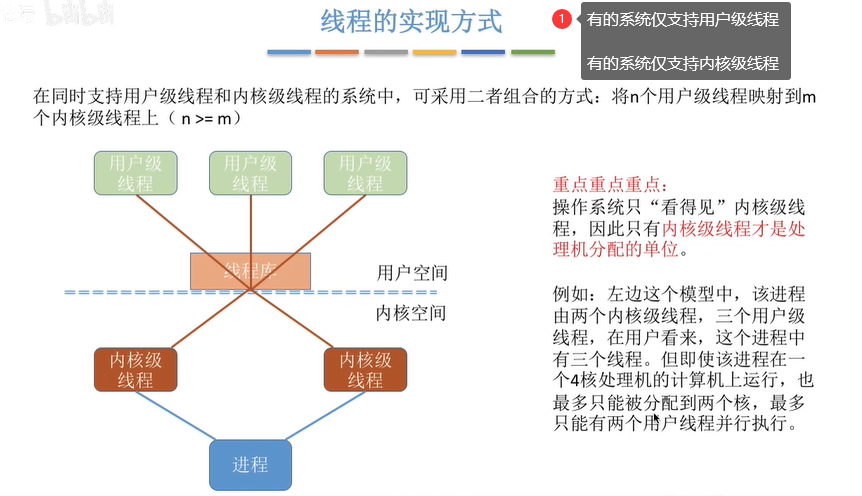 bilibili
线程的实现方式
1
有的系统仅支持用户级线程
有的系统仅支持内核级线程
在同时支持用户级线程和内核级线程的系统中，可采用二者组合的方式：将n个用户级线程映射到m
个内核级线程上（ n >= m）
用户级
线程
用户级
线程
用户级
线程
线程库
用户空间
内核空间
内核级
线程
内核级
线程
进程
重点重点重点：
操作系统只“看得见”内核级线
程，因此只有内核级线程才是处
理机分配的单位。
例如：左边这个模型中，该进程
由两个内核级线程，三个用户级
线程，在用户看来，这个进程中
有三个线程。但即使该进程在一
个4核处理机的计算机上运行，也
最多只能被分配到两个核，最多
只能有两个用户线程并行执行。